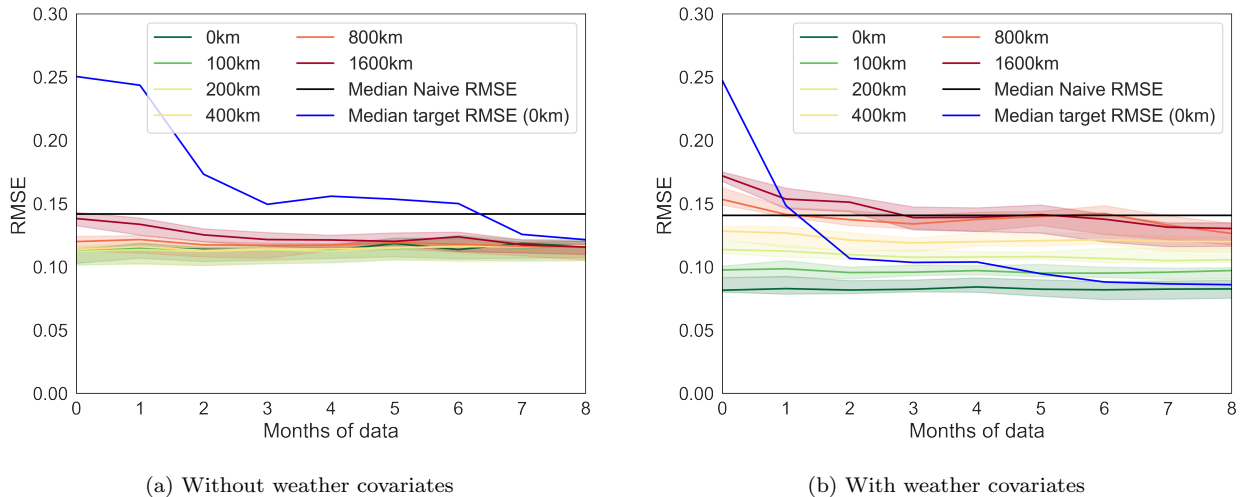 0.30
0.25
0.20
0.15
0.10
0.05
0.00
RMSE
0km
100km
200km
400km
800km
1600km
Median Naive RMSE
Median target RMSE (0km)
0 1 2 3 4 5 6 7 8
Months of data
(a) Without weather covariates
0.30
0.25
0.20
0.15
0.10
0.05
0.00
RMSE
0km
100km
200km
400km
800km
1600km
Median Naive RMSE
Median target RMSE (0km)
0 1 2 3 4 5 6 7 8
Months of data
(b) With weather covariates